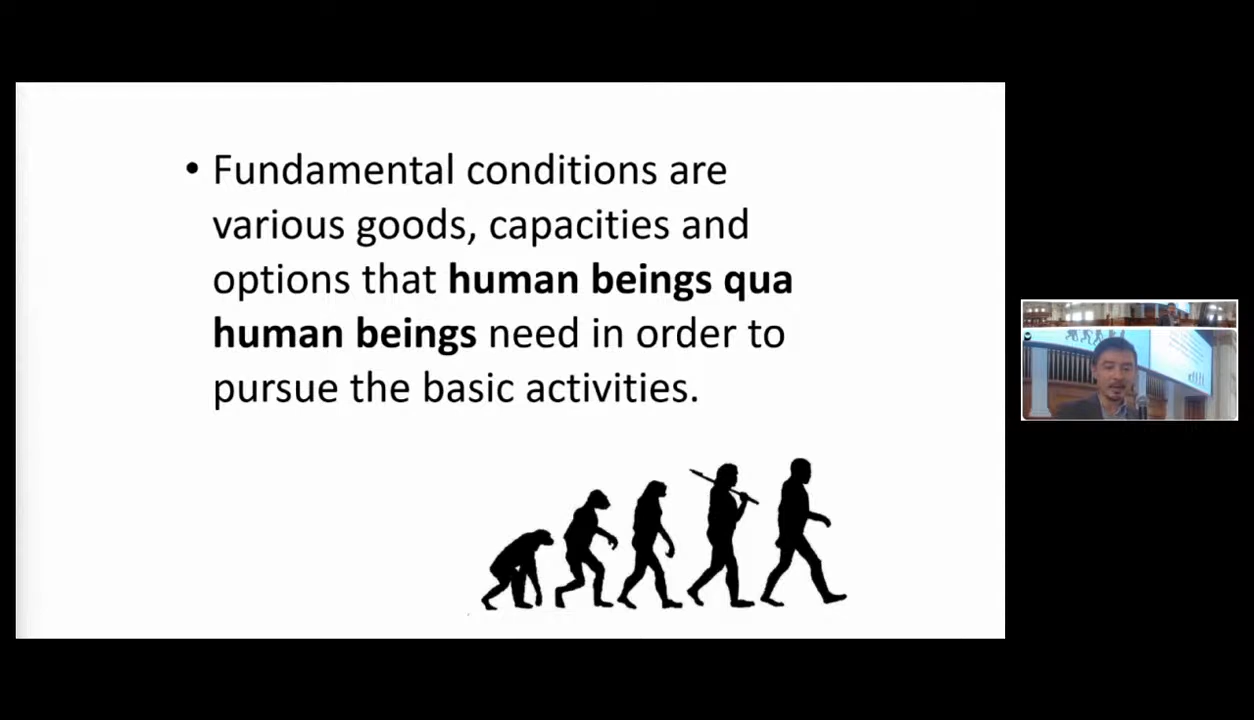 • Fundamental conditions are
various goods, capacities and
options that human beings qua
human beings need in order to
pursue the basic activities.